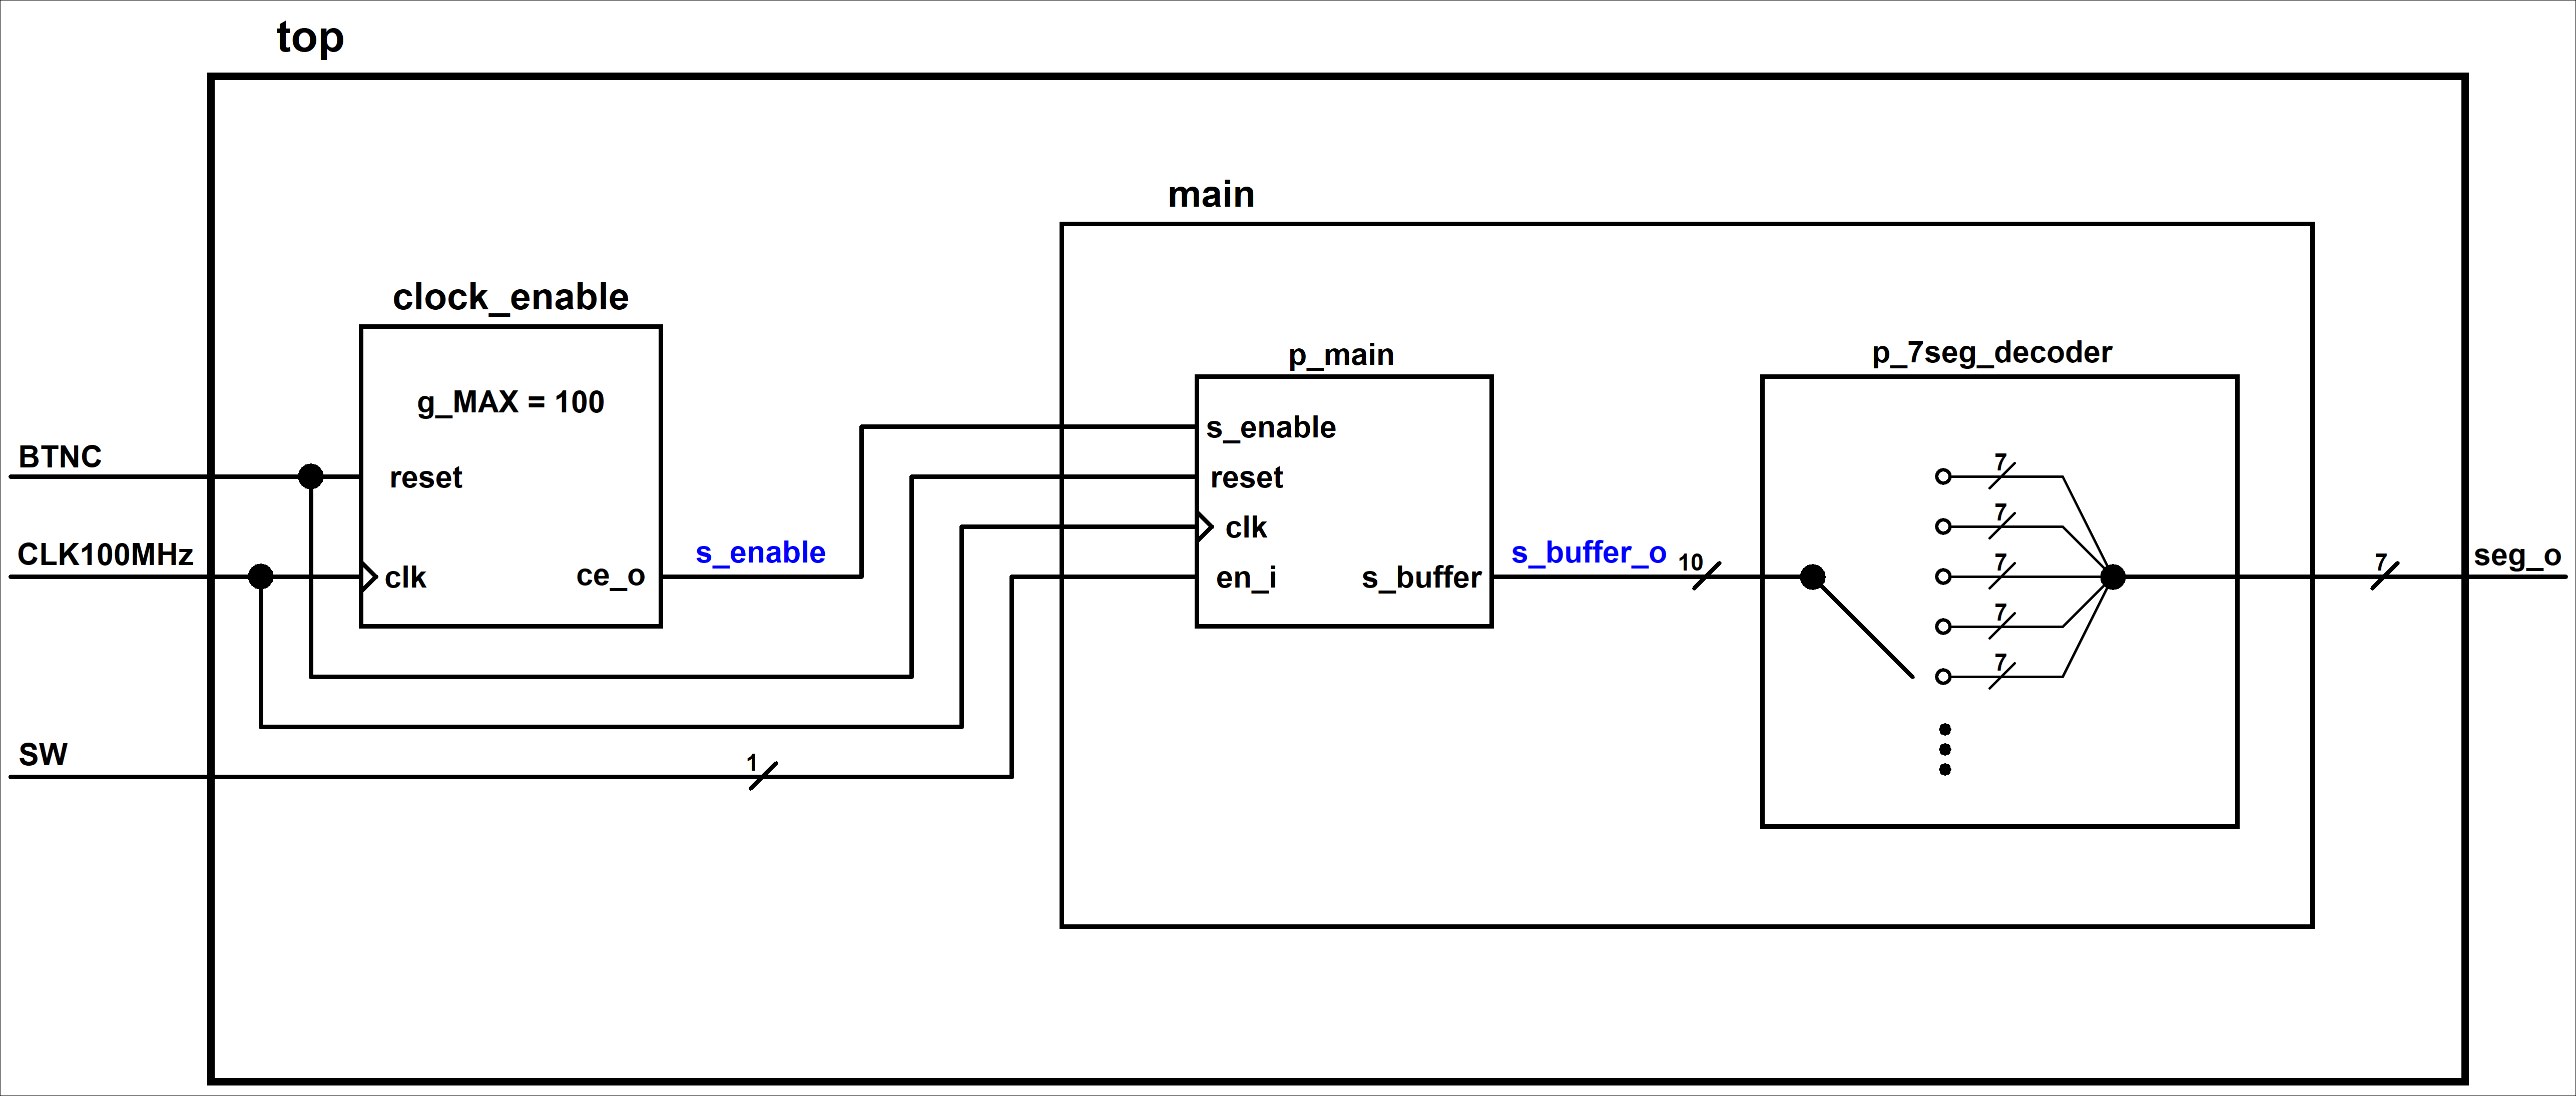 top
main
clock_enable
g_MAX = 100
reset
clk
ce_o
BTNC
CLK100MHz
SW
1
s_enable
p_main
s_enable
reset
clk
en_i
s_buffer
s_buffer_o
10
p_7seg_decoder
7
7
7
7
7
7
seg_o